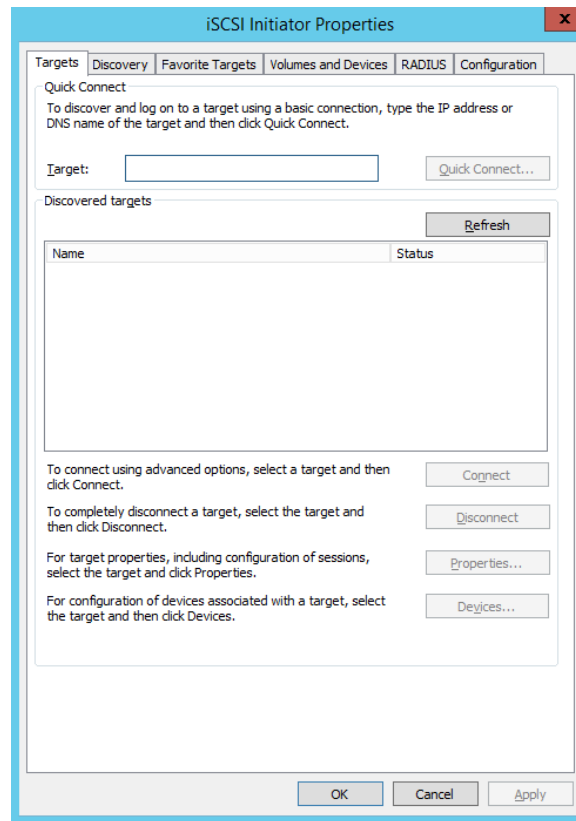 iSCSI Initiator Properties
x
Targets Discovery Favorite Targets Volumes and Devices RADIUS Configuration
Quick Connect
To discover and log on to a target using a basic connection, type the IP address or
DNS name of the target and then click Quick Connect.
Target:
Quick Connect...
Discovered targets
Refresh
Name Status
To connect using advanced options, select a target and then
click Connect.
Connect
To completely disconnect a target, select the target and
then click Disconnect.
Disconnect
For target properties, including configuration of sessions,
select the target and click Properties.
Properties...
For configuration of devices associated with a target, select
the target and then click Devices.
Devices...
OK Cancel Apply